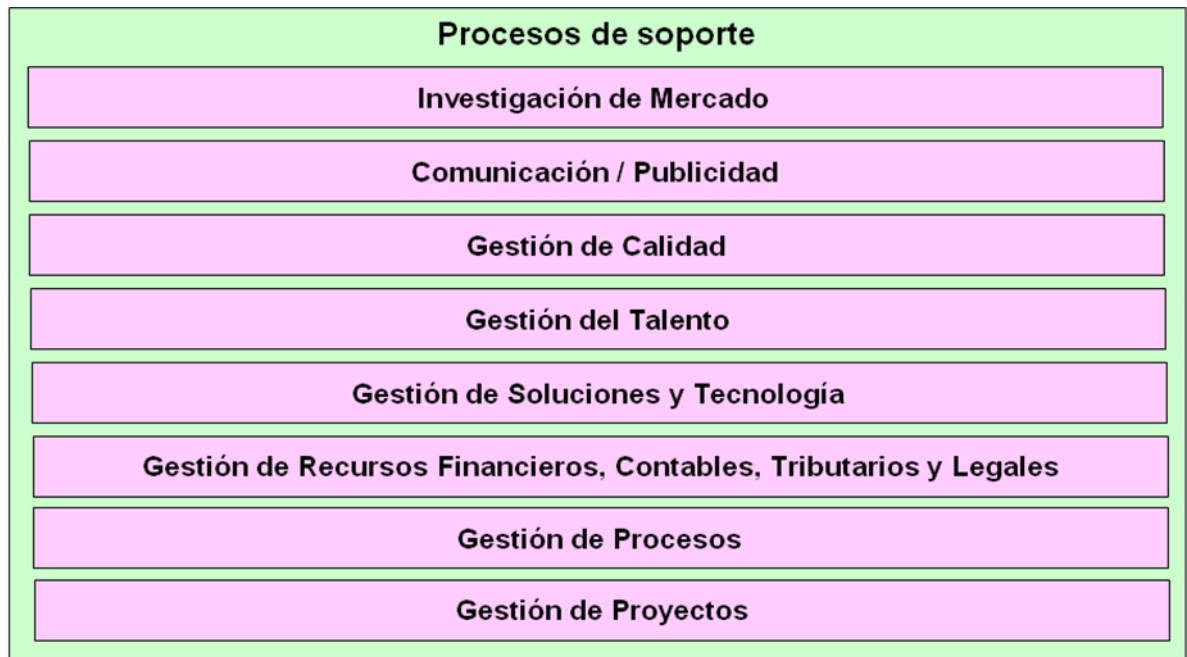 Procesos de soporte
Investigación de Mercado
Comunicación / Publicidad
Gestión de Calidad
Gestión del Talento
Gestión de Soluciones y Tecnología
Gestión de Recursos Financieros, Contables, Tributarios y Legales
Gestión de Procesos
Gestión de Proyectos